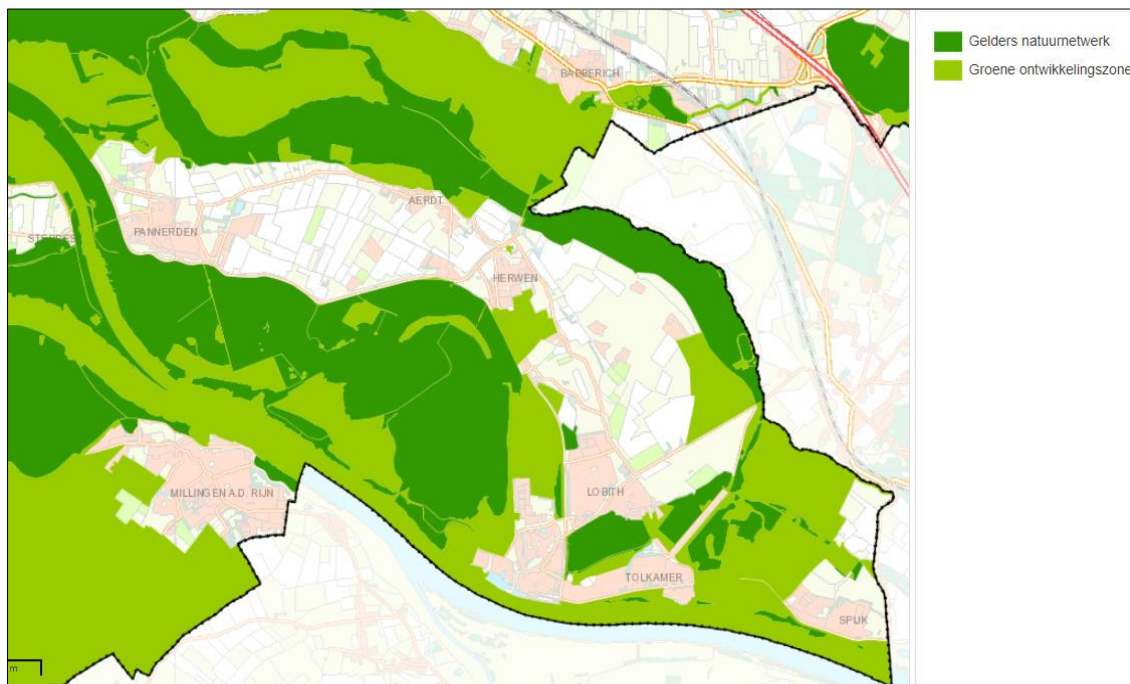 Gelders natuurnetwerk
Groene ontwikkelingszone
BABBERICH
AERDT
PANNERDEN
HERWEN
MILLINGEN A.D. RIJN
LOBITH
TOLKAMER
SPIJK
m